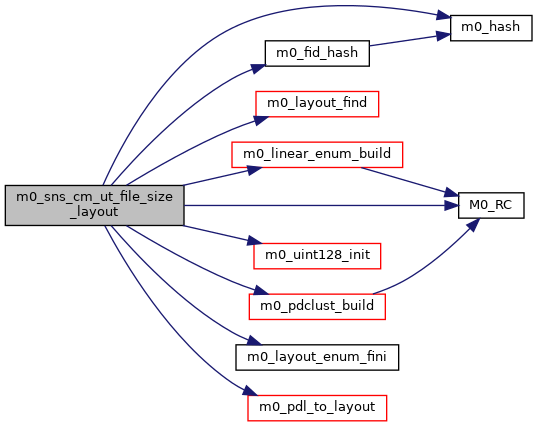 m0_sns_cm_ut_file_size
_layout
m0_hash
m0_fid_hash
m0_layout_find
m0_linear_enum_build
M0_RC
m0_uint128_init
m0_pdclust_build
m0_layout_enum_fini
m0_pdl_to_layout